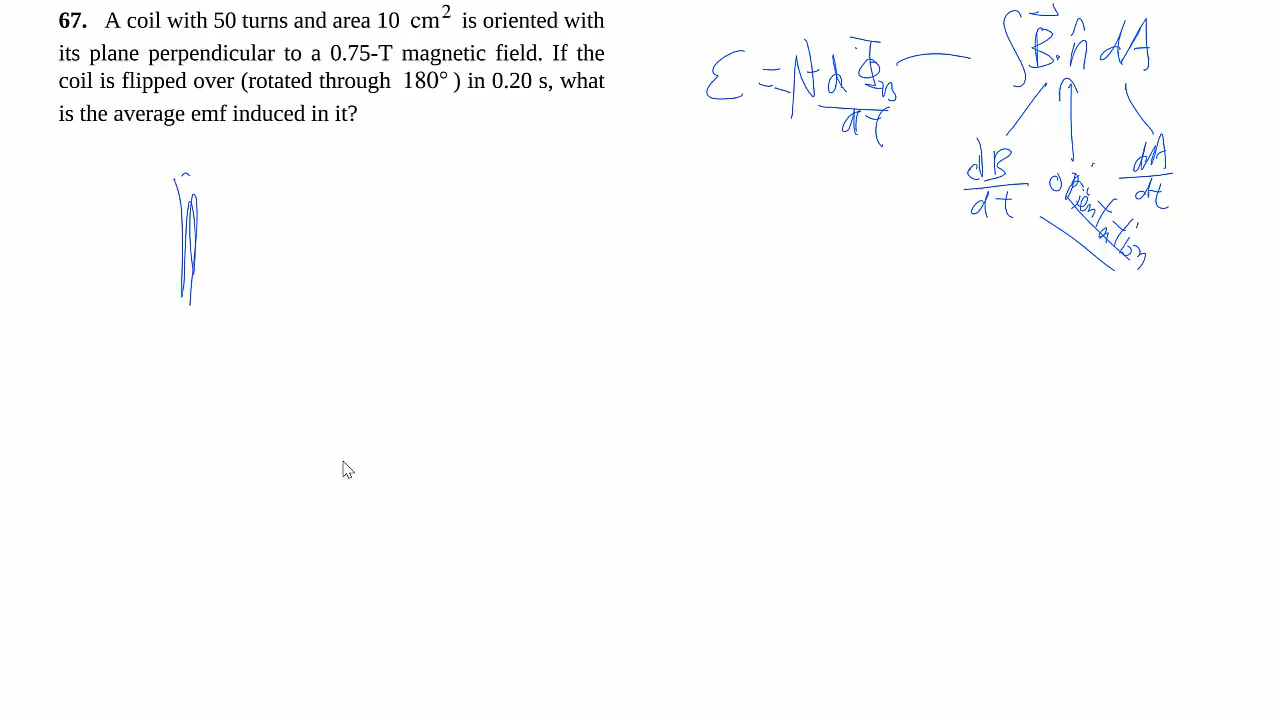 67. A coil with 50 turns and area 10 cm² is oriented with
its plane perpendicular to a 0.75-T magnetic field. If the
coil is flipped over (rotated through 180°) in 0.20 s, what
is the average emf induced in it?
ε = -N dΦ_B/dt
∫ B⃗·n̂ dA
dB/dt orientation dA/dt